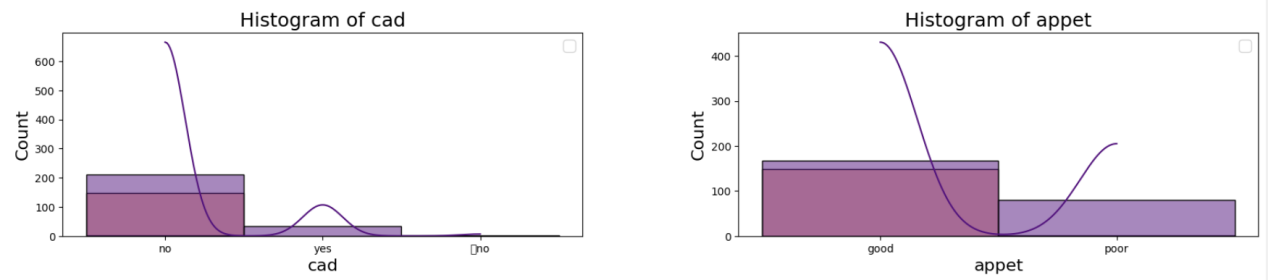 Histogram of cad
600
500
400
300
200
100
0
Count
no yes no
cad
Histogram of appet
400
300
200
100
0
Count
good poor
appet